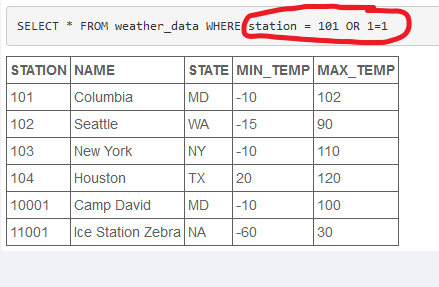 SELECT * FROM weather_data WHERE station = 101 OR 1=1
STATION NAME STATE MIN_TEMP MAX_TEMP
101 Columbia MD -10 102
102 Seattle WA -15 90
103 New York NY -10 110
104 Houston TX 20 120
10001 Camp David MD -10 100
11001 Ice Station Zebra NA -60 30